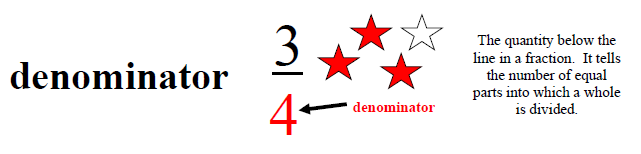 denominator
3
4
denominator
The quantity below the
line in a fraction.  It tells
the number of equal
parts into which a whole
is divided.